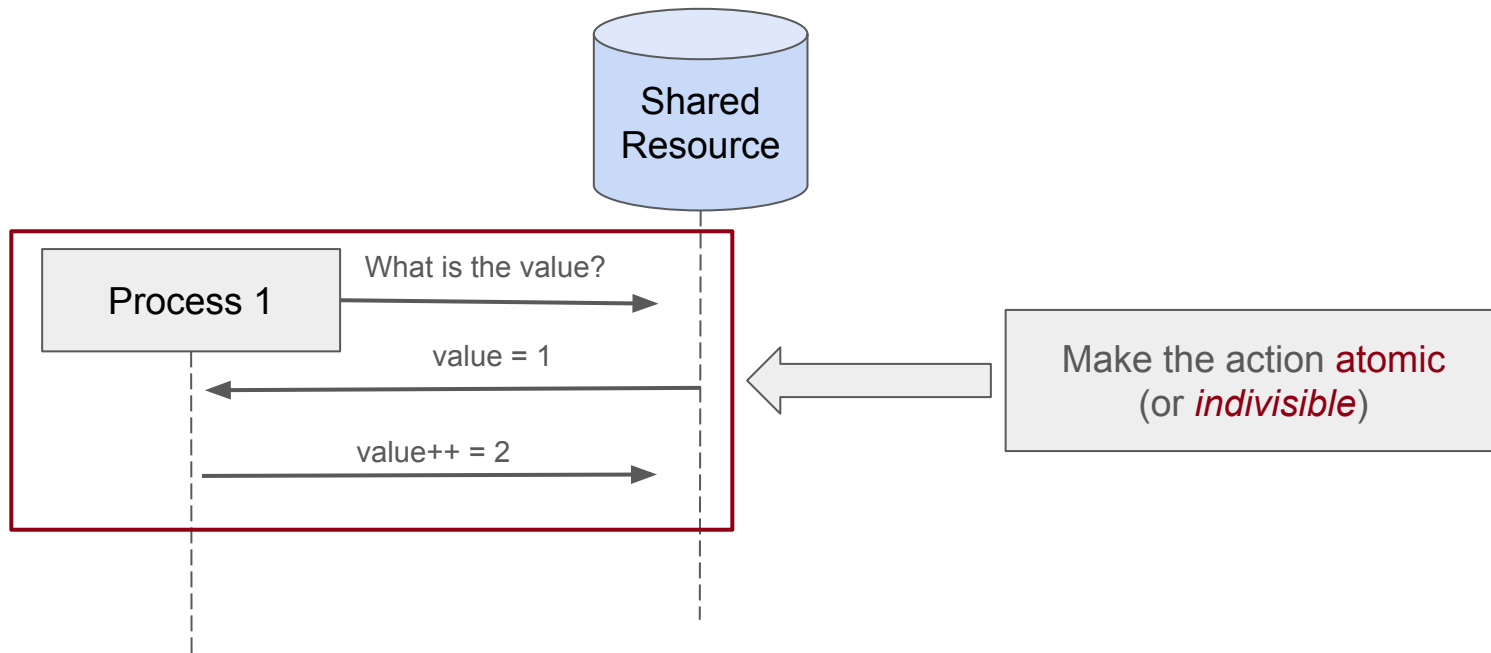 Shared
Resource
What is the value?
Process 1
value = 1
value++ = 2
Make the action atomic
(or indivisible)